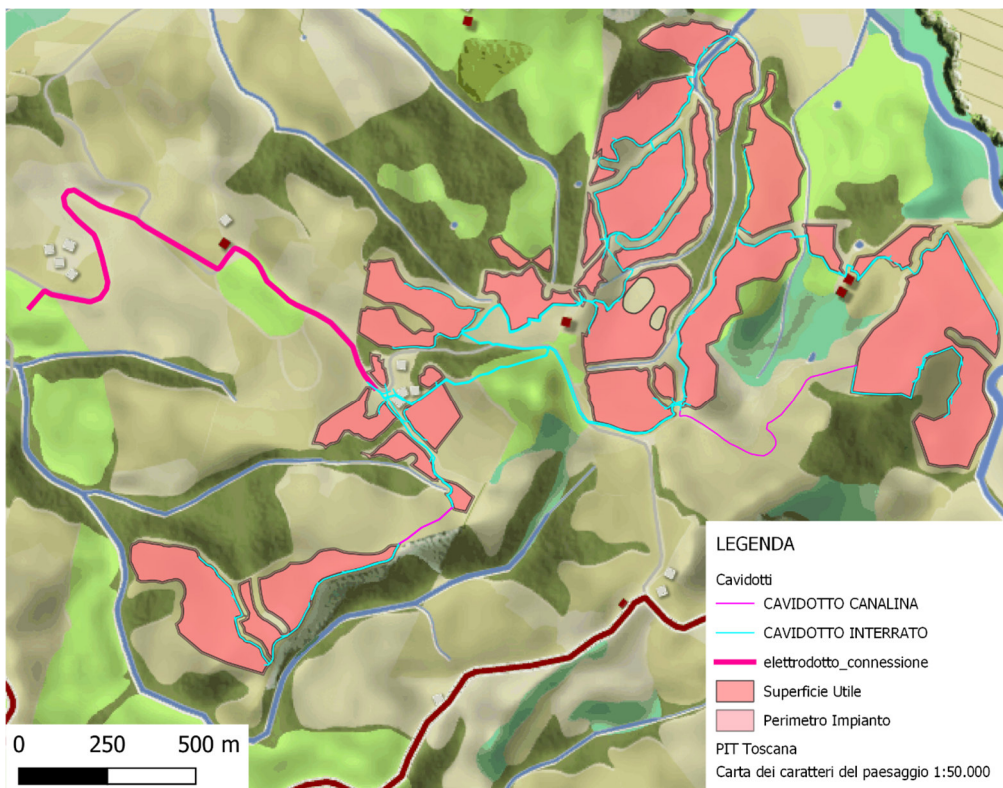 LEGENDA
Cavidotti
CAVIDOTTO CANALINA
CAVIDOTTO INTERRATO
elettrodotto_connessione
Superficie Utile
Perimetro Impianto
PIT Toscana
Carta dei caratteri del paesaggio 1:50.000
0 250 500 m